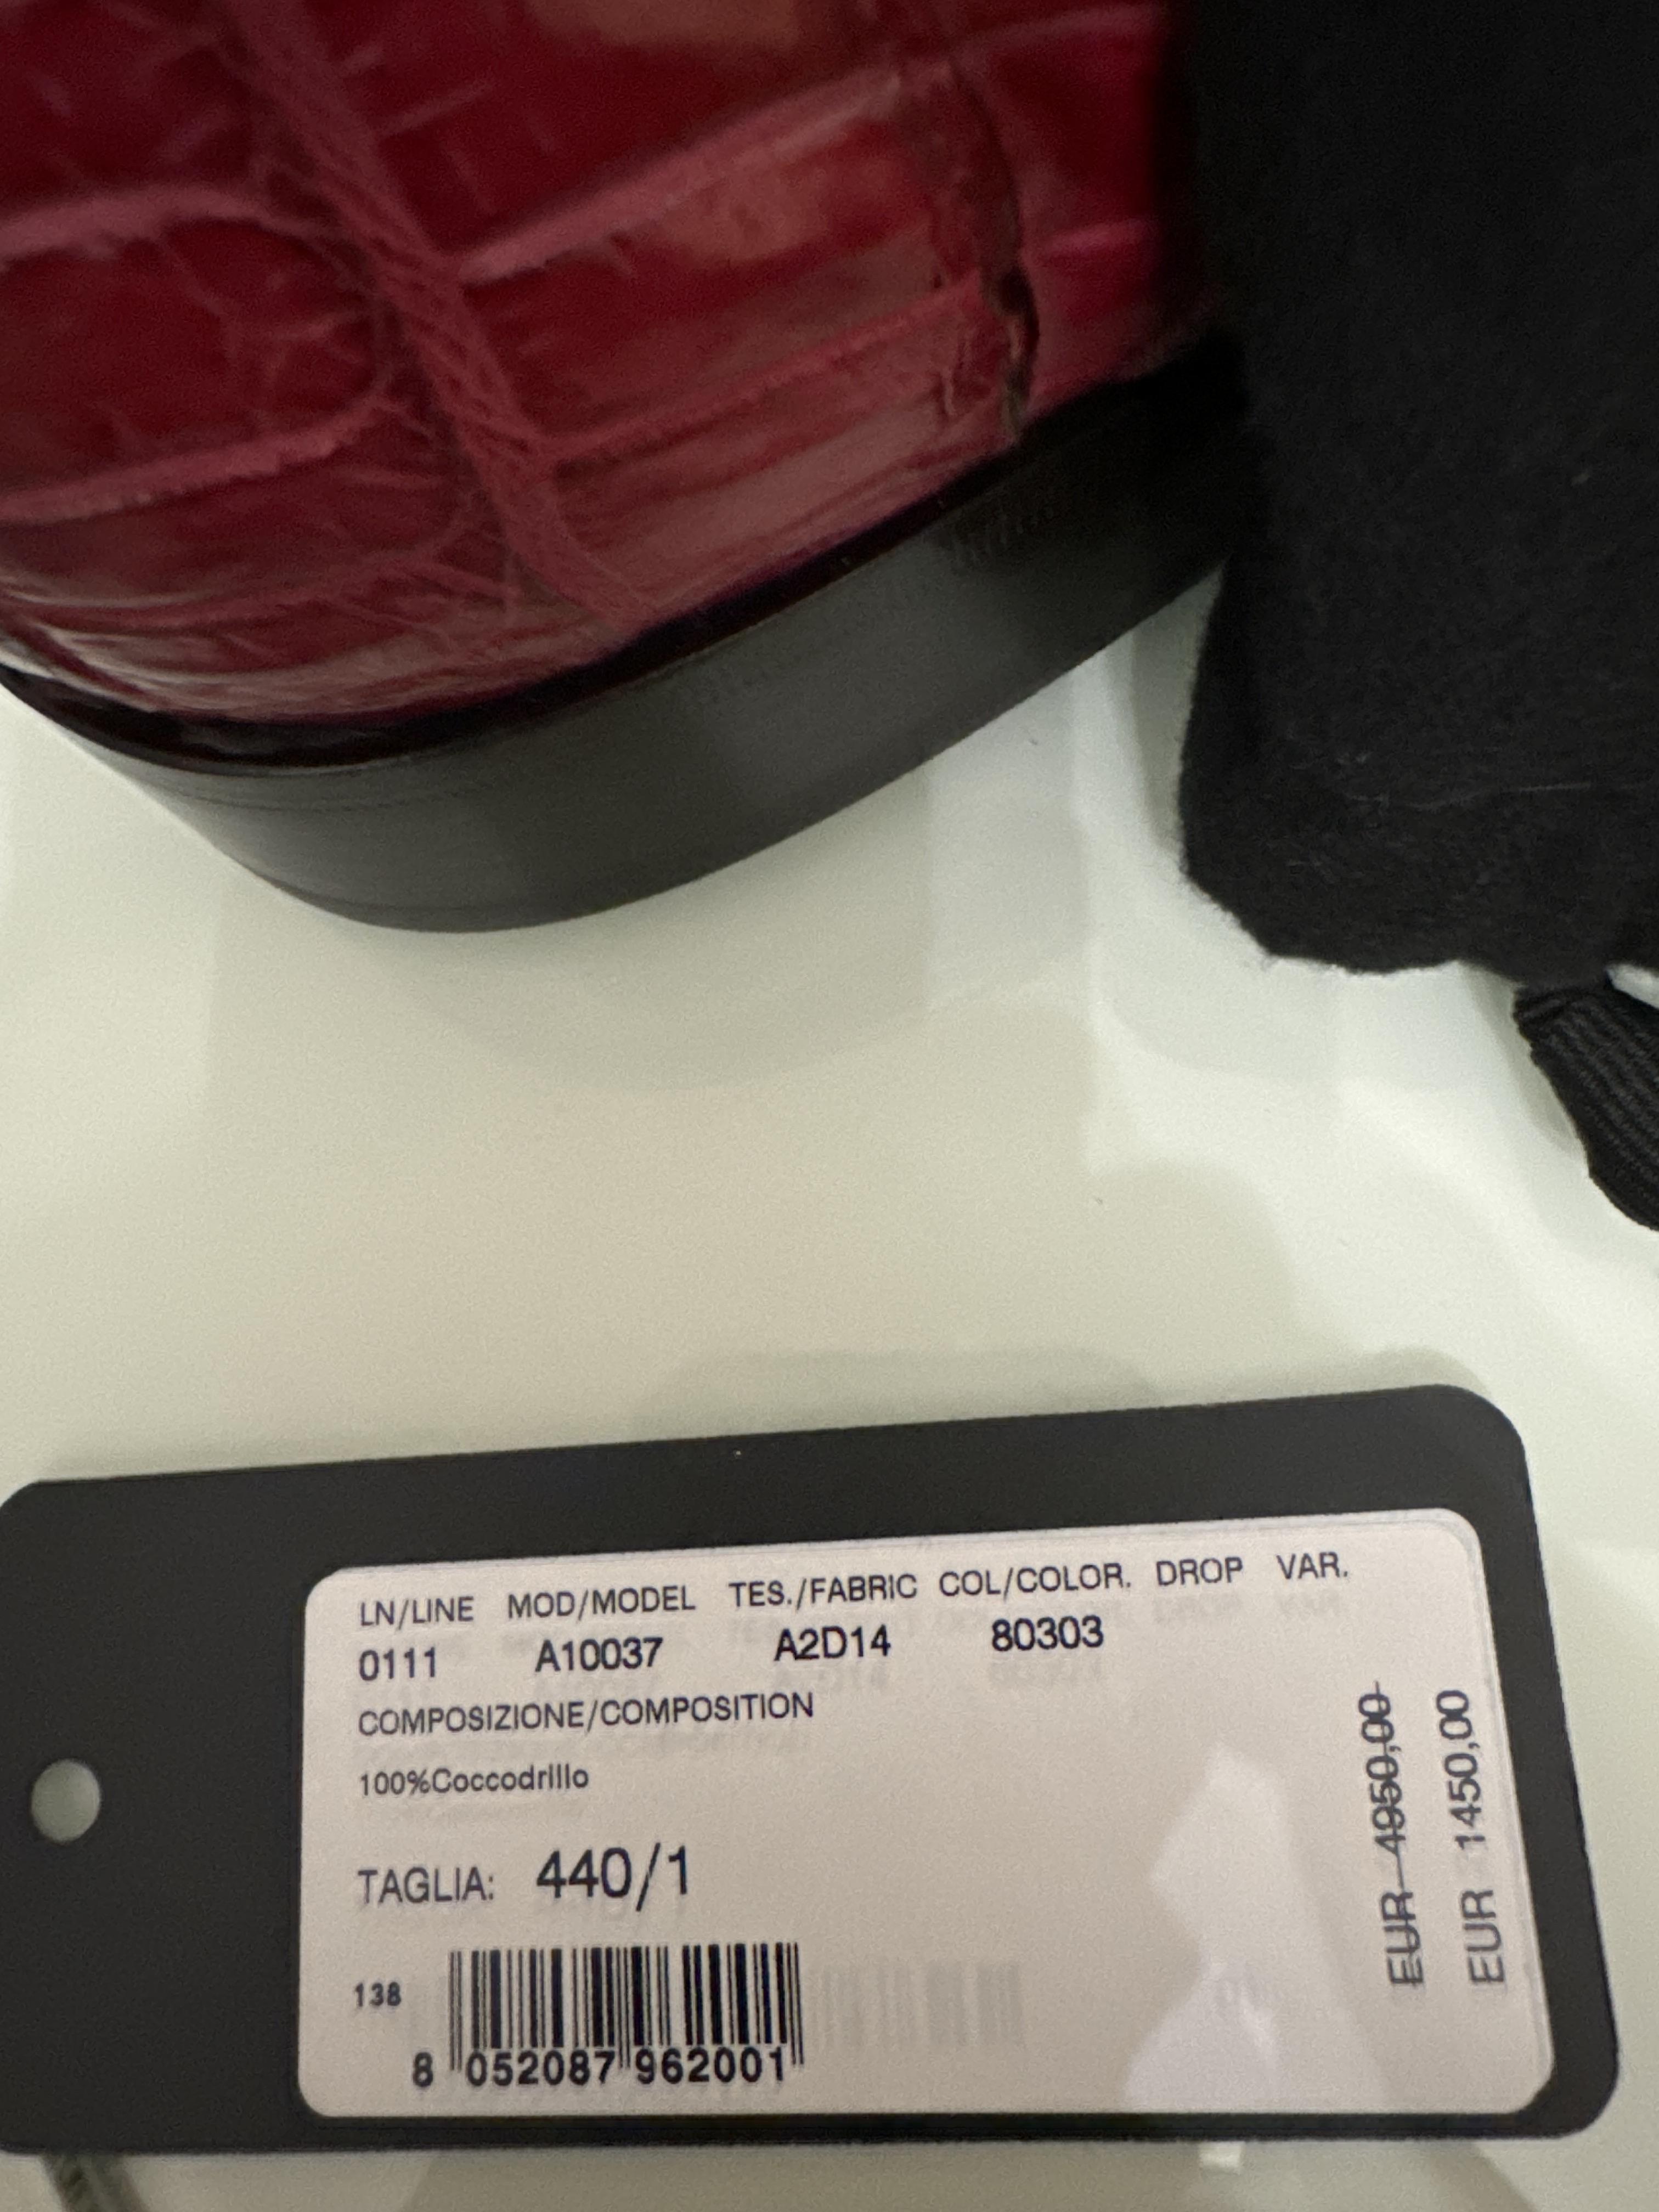 LN/LINE MOD/MODEL TES./FABRIC COL/COLOR. DROP VAR.
0111 A10037 A2D14 80303
COMPOSIZIONE/COMPOSITION
100%Coccodrillo
TAGLIA: 440/1
138
8 052087 962001
EUR 4950,00
EUR 1450,00